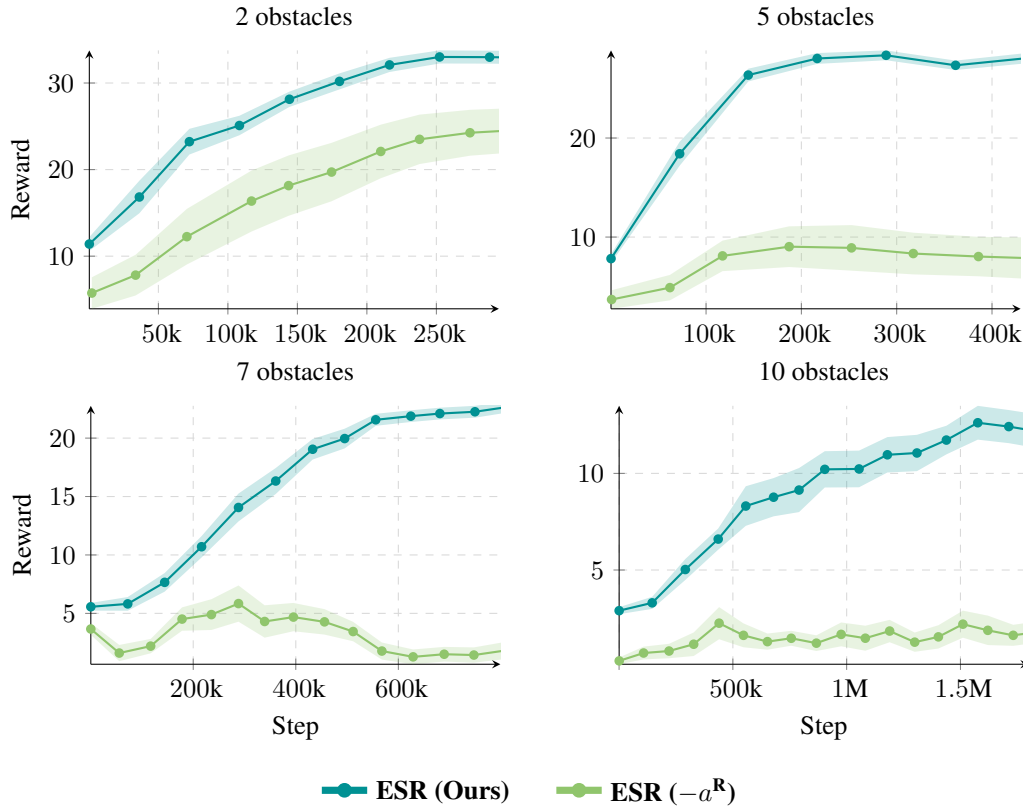 2 obstacles
Reward
30
20
10
50k 100k 150k 200k 250k
5 obstacles
20
10
100k 200k 300k 400k
7 obstacles
Reward
20
15
10
5
200k 400k 600k
Step
10 obstacles
10
5
500k 1M 1.5M
Step
ESR (Ours) ESR (−a^R)